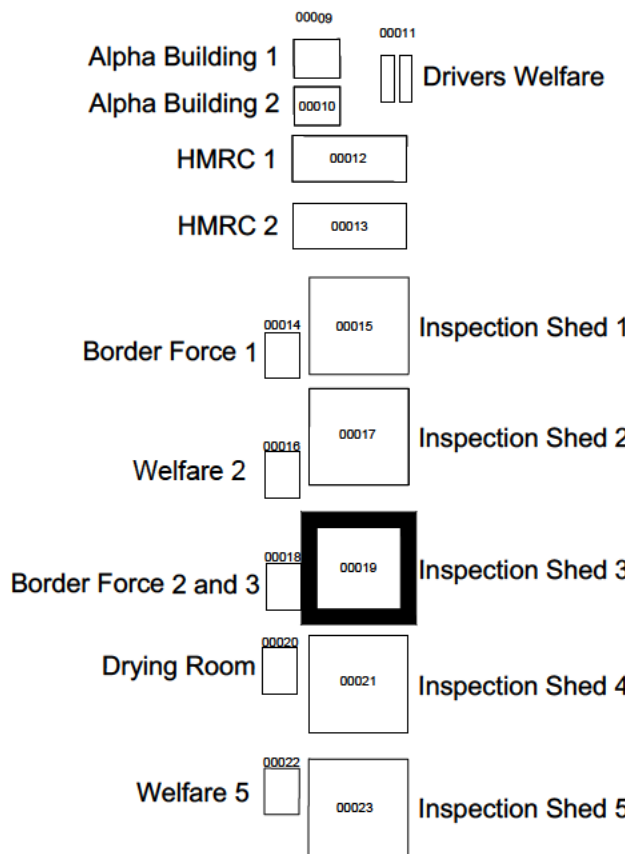 00009
00011
Alpha Building 1
Drivers Welfare
Alpha Building 2
00010
HMRC 1
00012
HMRC 2
00013
00014
00015
Inspection Shed 1
Border Force 1
00017
Inspection Shed 2
00016
Welfare 2
00018
00019
Inspection Shed 3
Border Force 2 and 3
00020
Drying Room
00021
Inspection Shed 4
00022
Welfare 5
00023
Inspection Shed 5